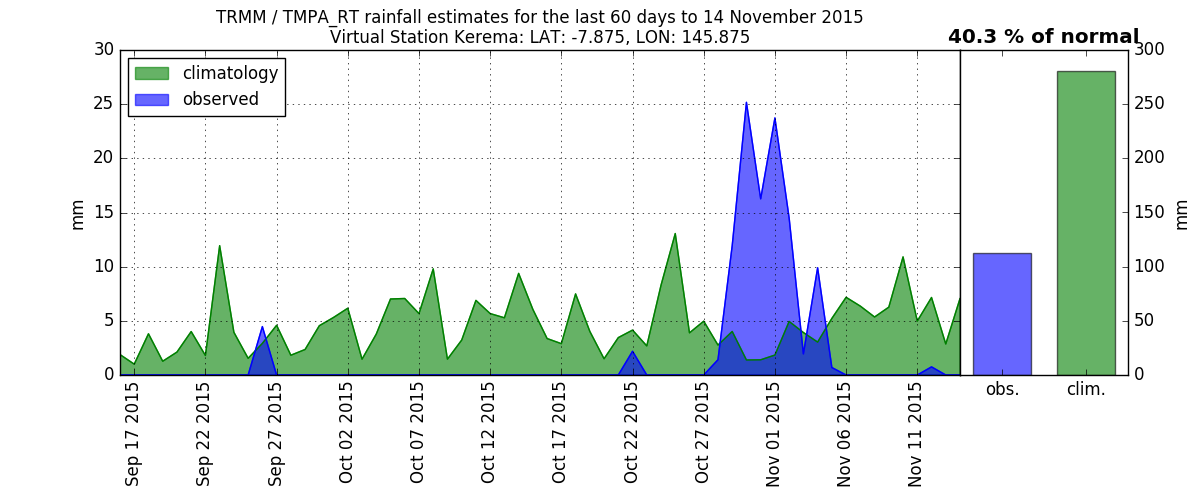 TRMM / TMPA_RT rainfall estimates for the last 60 days to 14 November 2015
Virtual Station Kerema: LAT: -7.875, LON: 145.875
40.3 % of normal
climatology
observed
30
25
20
15
10
5
0
mm
300
250
200
150
100
50
0
mm
Sep 17 2015
Sep 22 2015
Sep 27 2015
Oct 02 2015
Oct 07 2015
Oct 12 2015
Oct 17 2015
Oct 22 2015
Oct 27 2015
Nov 01 2015
Nov 06 2015
Nov 11 2015
obs.
clim.